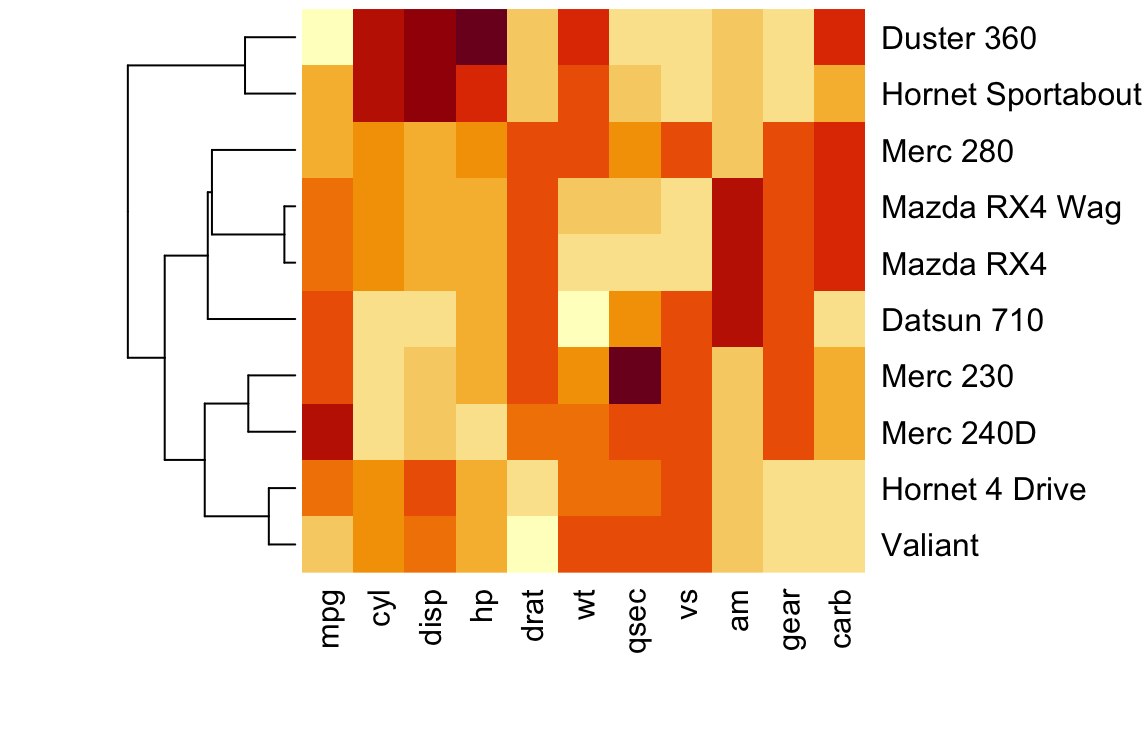 Duster 360
Hornet Sportabout
Merc 280
Mazda RX4 Wag
Mazda RX4
Datsun 710
Merc 230
Merc 240D
Hornet 4 Drive
Valiant
mpg
cyl
disp
hp
drat
wt
qsec
vs
am
gear
carb